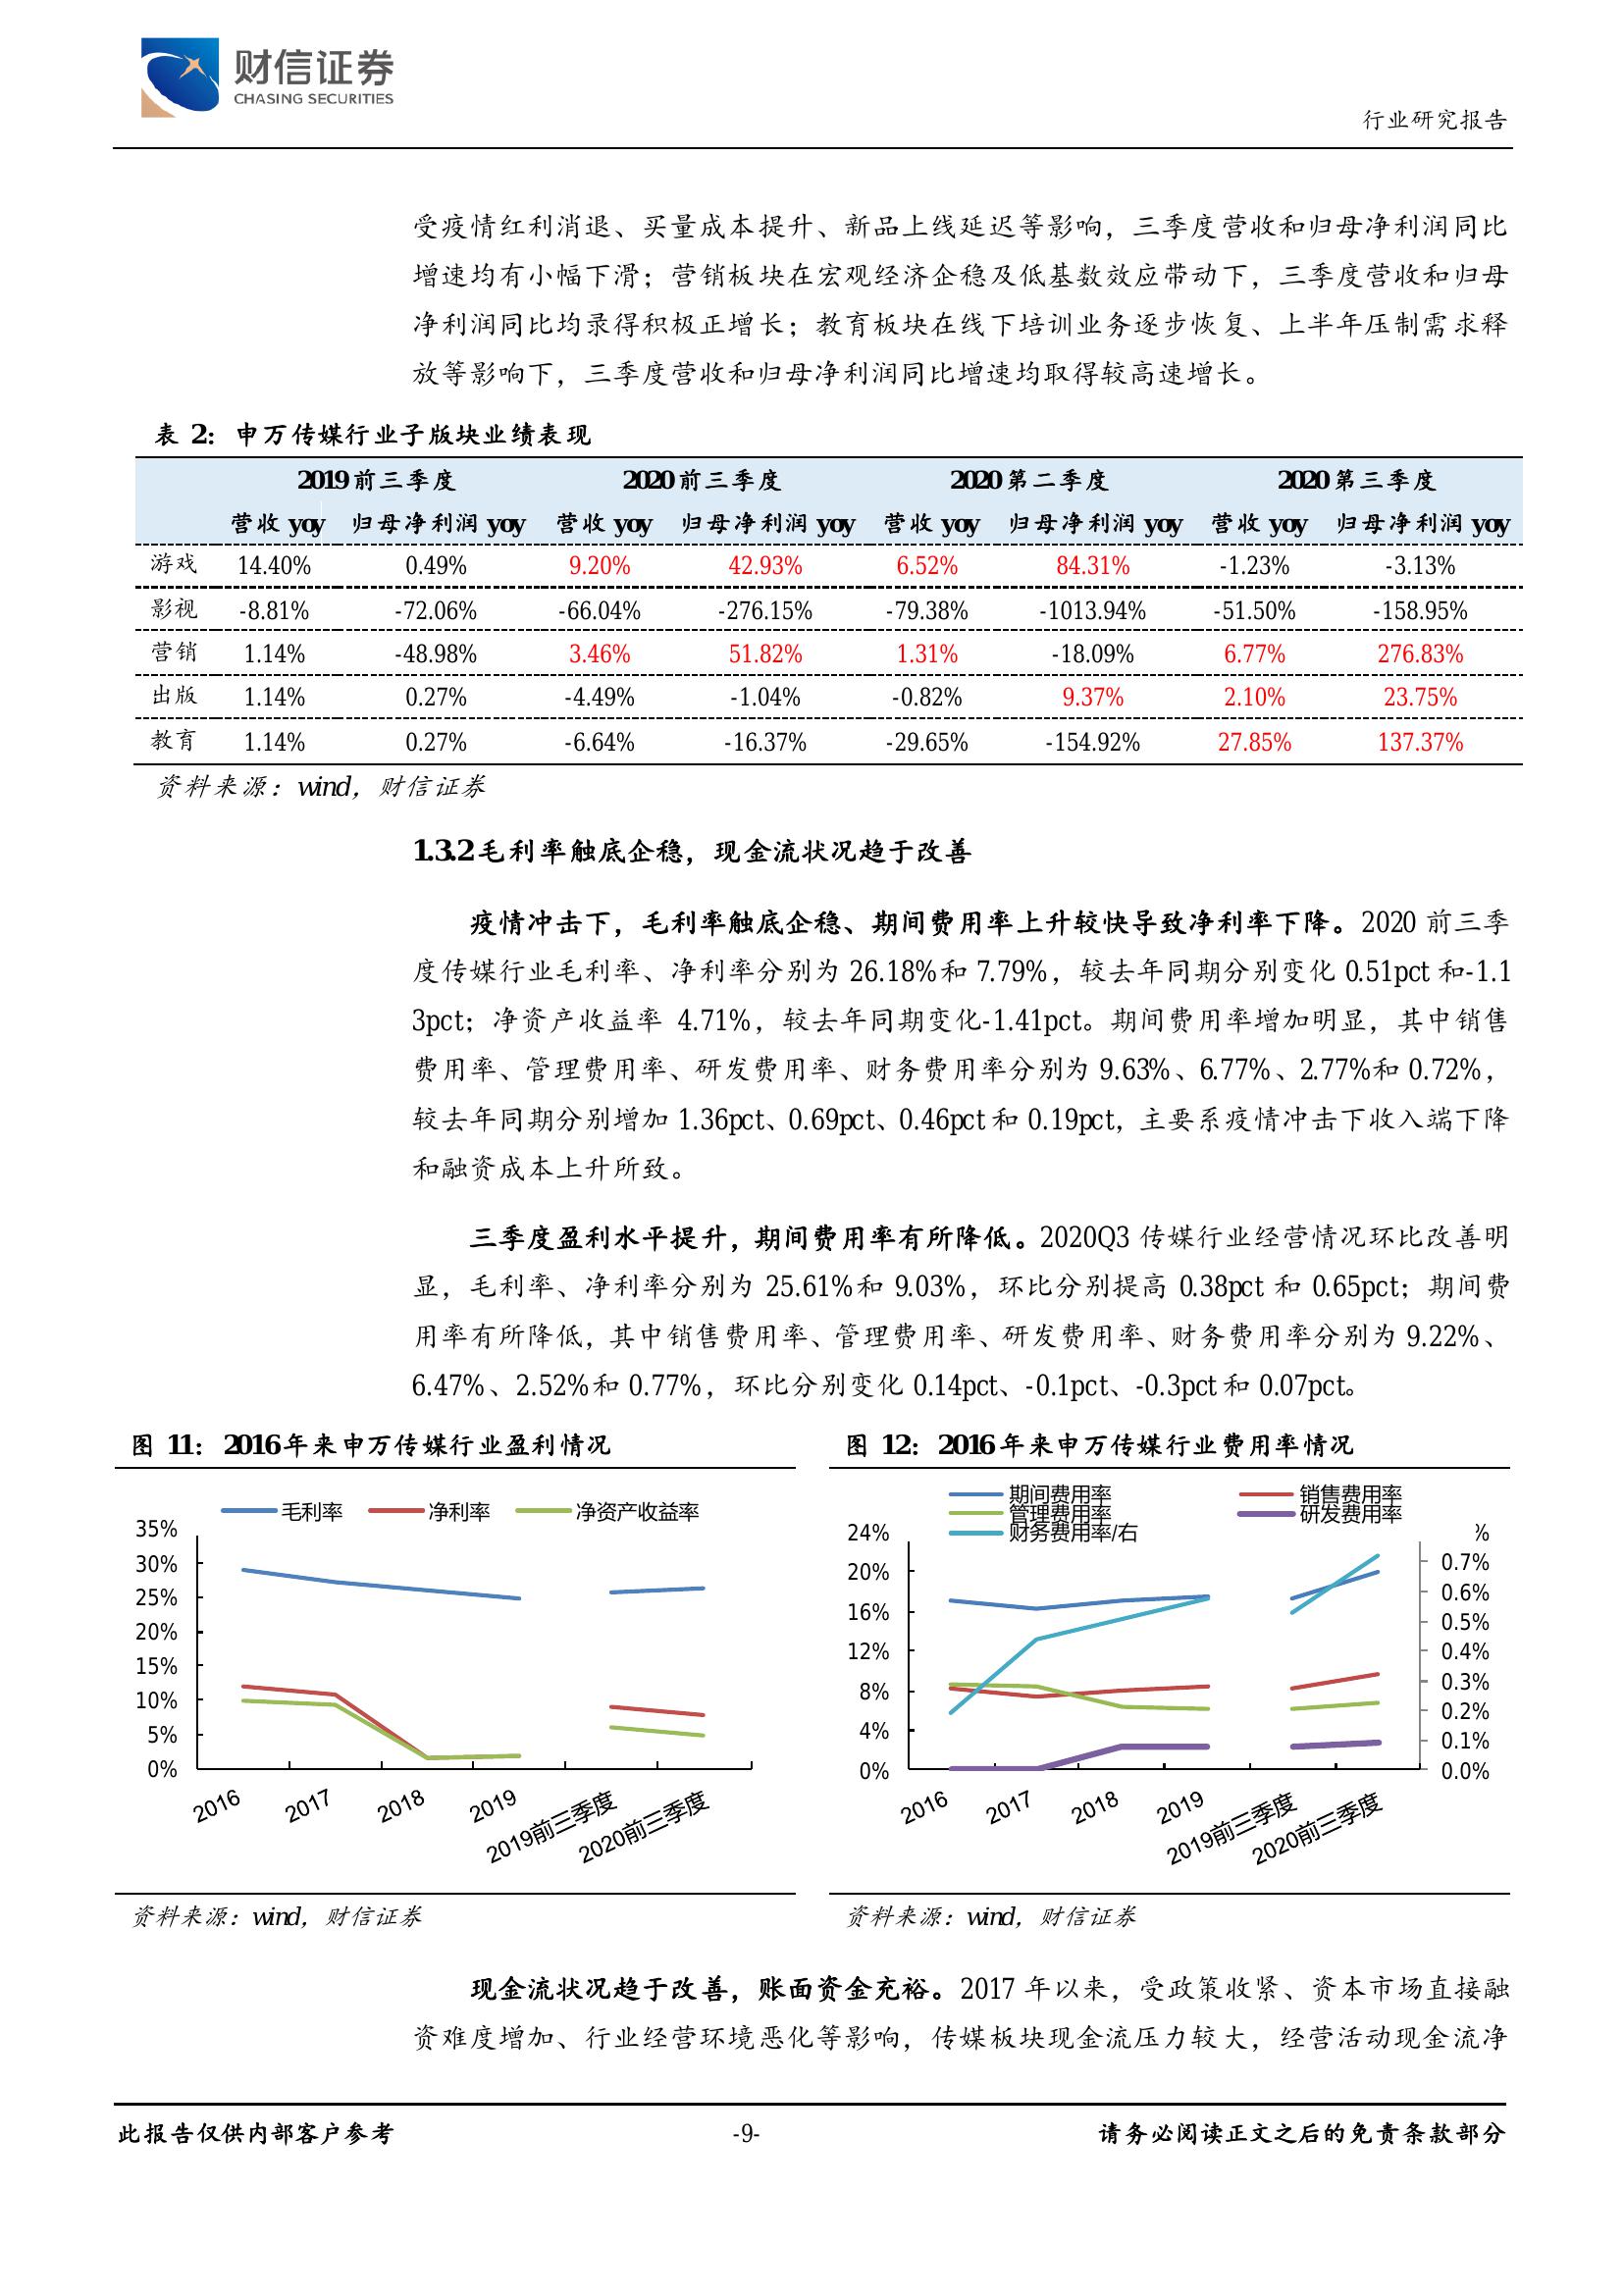 财信证券
CHASING SECURITIES
行业研究报告
受疫情红利消退、买量成本提升、新品上线延迟等影响，三季度营收和归母净利润同比
增速均有小幅下滑；营销板块在宏观经济企稳及低基数效应带动下，三季度营收和归母
净利润同比均录得积极正增长；教育板块在线下培训业务逐步恢复、上半年压制需求释
放等影响下，三季度营收和归母净利润同比增速均取得较高速增长。
表 2：申万传媒行业子版块业绩表现
2019前三季度 2020前三季度 2020第二季度 2020第三季度
营收 yoy 归母净利润 yoy 营收 yoy 归母净利润 yoy 营收 yoy 归母净利润 yoy 营收 yoy 归母净利润 yoy
游戏 14.40% 0.49% 9.20% 42.93% 6.52% 84.31% -1.23% -3.13%
影视 -8.81% -72.06% -66.04% -276.15% -79.38% -1013.94% -51.50% -158.95%
营销 1.14% -48.98% 3.46% 51.82% 1.31% -18.09% 6.77% 276.83%
出版 1.14% 0.27% -4.49% -1.04% -0.82% 9.37% 2.10% 23.75%
教育 1.14% 0.27% -6.64% -16.37% -29.65% -154.92% 27.85% 137.37%
资料来源：wind，财信证券
1.3.2毛利率触底企稳，现金流状况趋于改善
疫情冲击下，毛利率触底企稳、期间费用率上升较快导致净利率下降。2020 前三季
度传媒行业毛利率、净利率分别为 26.18%和 7.79%，较去年同期分别变化 0.51pct 和-1.1
3pct；净资产收益率 4.71%，较去年同期变化-1.41pct。期间费用率增加明显，其中销售
费用率、管理费用率、研发费用率、财务费用率分别为 9.63%、6.77%、2.77%和 0.72%，
较去年同期分别增加 1.36pct、0.69pct、0.46pct 和 0.19pct，主要系疫情冲击下收入端下降
和融资成本上升所致。
三季度盈利水平提升，期间费用率有所降低。2020Q3 传媒行业经营情况环比改善明
显，毛利率、净利率分别为 25.61%和 9.03%，环比分别提高 0.38pct 和 0.65pct；期间费
用率有所降低，其中销售费用率、管理费用率、研发费用率、财务费用率分别为 9.22%、
6.47%、2.52%和 0.77%，环比分别变化 0.14pct、-0.1pct、-0.3pct 和 0.07pct。
图 11：2016年来申万传媒行业盈利情况
毛利率 净利率 净资产收益率
35%
30%
25%
20%
15%
10%
5%
0%
2016 2017 2018 2019 2019前三季度 2020前三季度
资料来源：wind，财信证券
图 12：2016年来申万传媒行业费用率情况
期间费用率 销售费用率
管理费用率 研发费用率
财务费用率/右
24% %
20% 0.7%
16% 0.6%
12% 0.5%
8% 0.4%
4% 0.3%
0% 0.2%
0.1%
0.0%
2016 2017 2018 2019 2019前三季度 2020前三季度
资料来源：wind，财信证券
现金流状况趋于改善，账面资金充裕。2017 年以来，受政策收紧、资本市场直接融
资难度增加、行业经营环境恶化等影响，传媒板块现金流压力较大，经营活动现金流净
此报告仅供内部客户参考
-9-
请务必阅读正文之后的免责条款部分